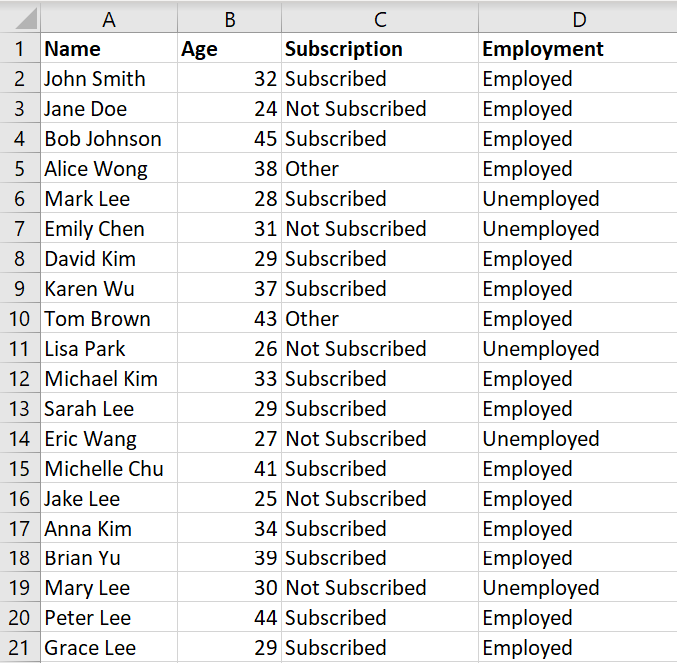 A B C D
1 Name Age Subscription Employment
2 John Smith 32 Subscribed Employed
3 Jane Doe 24 Not Subscribed Employed
4 Bob Johnson 45 Subscribed Employed
5 Alice Wong 38 Other Employed
6 Mark Lee 28 Subscribed Unemployed
7 Emily Chen 31 Not Subscribed Unemployed
8 David Kim 29 Subscribed Employed
9 Karen Wu 37 Subscribed Employed
10 Tom Brown 43 Other Employed
11 Lisa Park 26 Not Subscribed Unemployed
12 Michael Kim 33 Subscribed Employed
13 Sarah Lee 29 Subscribed Employed
14 Eric Wang 27 Not Subscribed Unemployed
15 Michelle Chu 41 Subscribed Employed
16 Jake Lee 25 Not Subscribed Employed
17 Anna Kim 34 Subscribed Employed
18 Brian Yu 39 Subscribed Employed
19 Mary Lee 30 Not Subscribed Unemployed
20 Peter Lee 44 Subscribed Employed
21 Grace Lee 29 Subscribed Employed